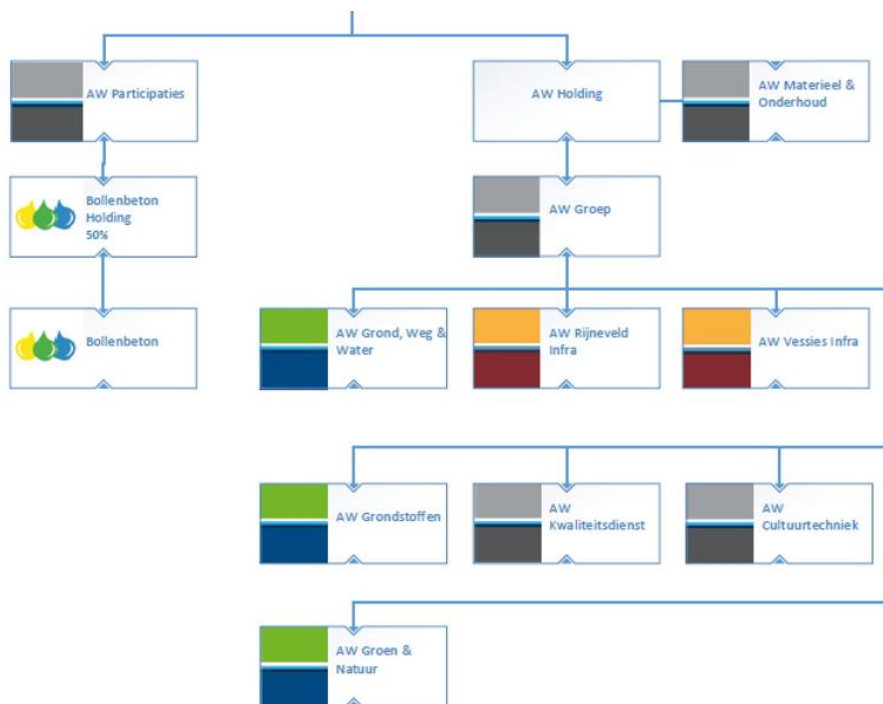 AW Participaties
AW Holding
AW Materieel &
Onderhoud
Bollenbeton
Holding
50%
AW Groep
Bollenbeton
AW Grond, Weg &
Water
AW Rijneveld
Infra
AW Vessies Infra
AW Grondstoffen
AW
Kwaliteitsdienst
AW
Cultuurtechniek
AW Groen &
Natuur